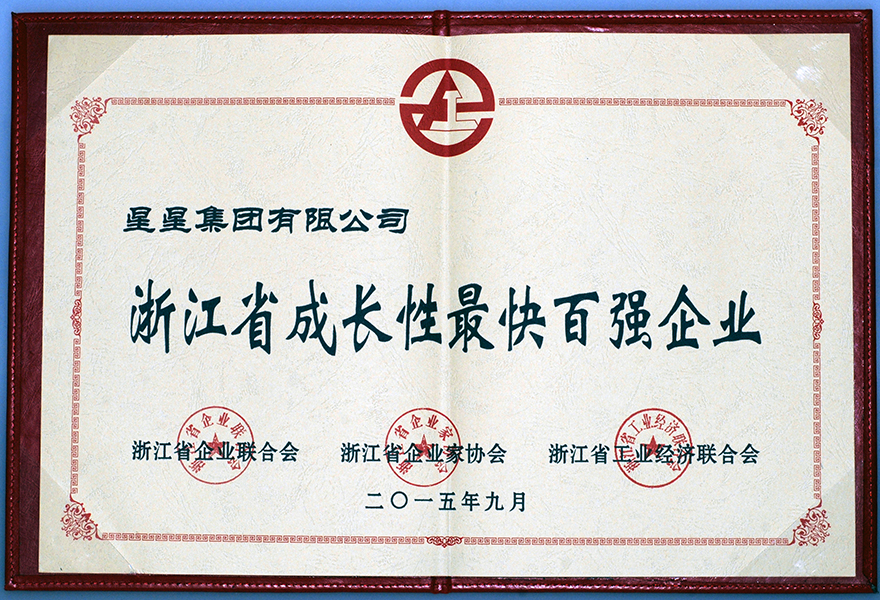 星星集团有限公司
浙江省成长性最快百强企业
浙江省企业联合会 浙江省企业家协会 浙江省工业经济联合会
二〇一五年九月